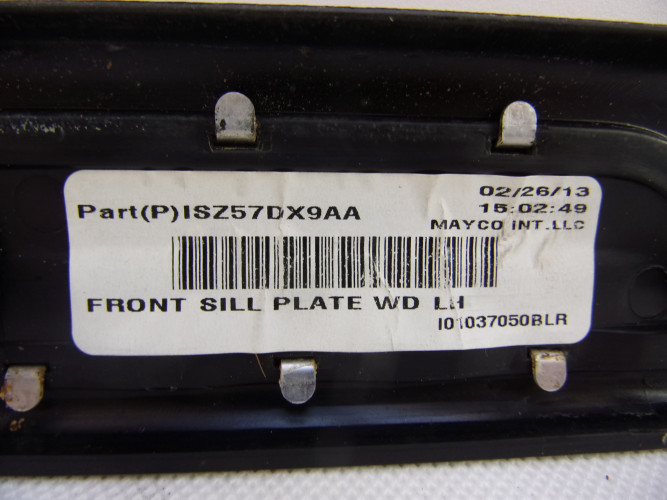 Part(P)ISZ57DX9AA
02/26/13
15:02:49
MAYCO INT.LLC
FRONT SILL PLATE WD LH
I01037050BLR